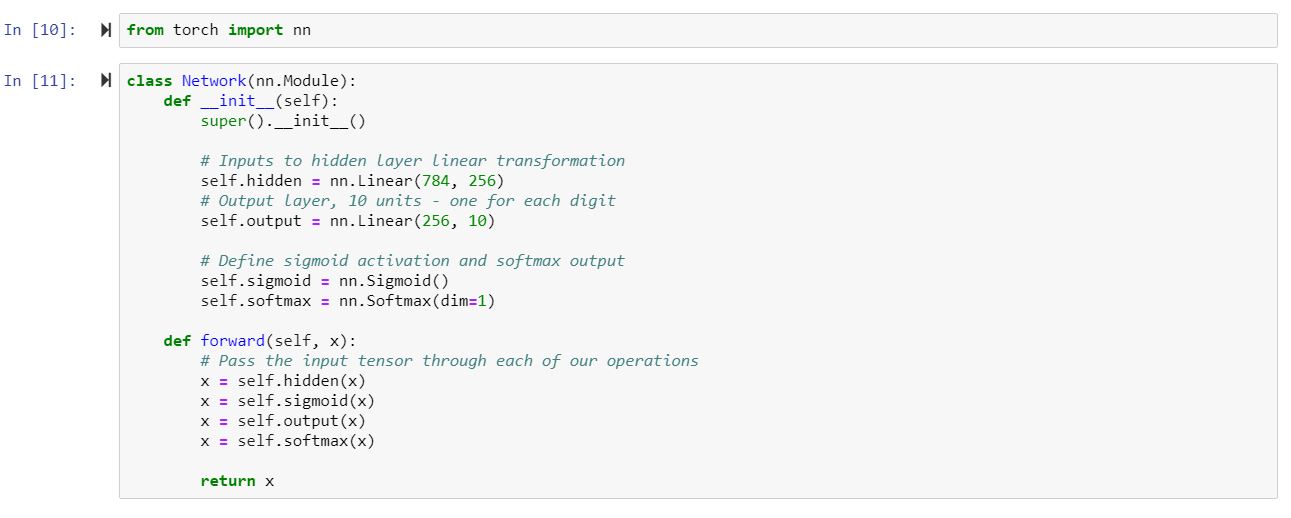 In [10]: from torch import nn
In [11]: class Network(nn.Module):
    def __init__(self):
        super().__init__()
        # Inputs to hidden layer linear transformation
        self.hidden = nn.Linear(784, 256)
        # Output layer, 10 units - one for each digit
        self.output = nn.Linear(256, 10)
        # Define sigmoid activation and softmax output
        self.sigmoid = nn.Sigmoid()
        self.softmax = nn.Softmax(dim=1)
    def forward(self, x):
        # Pass the input tensor through each of our operations
        x = self.hidden(x)
        x = self.sigmoid(x)
        x = self.output(x)
        x = self.softmax(x)
        return x